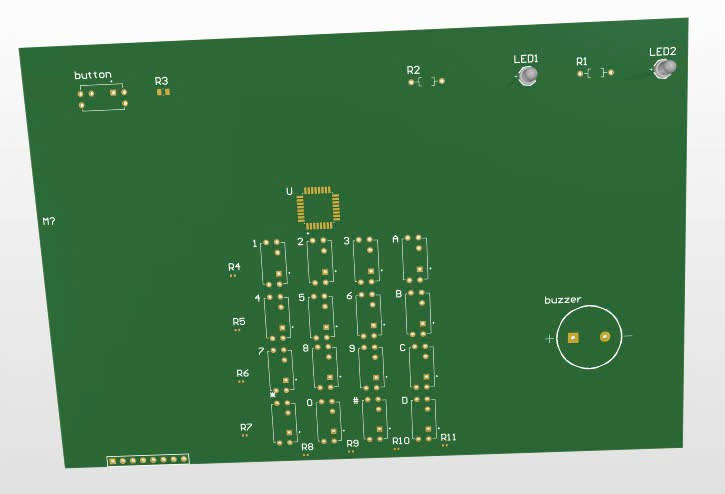 button
R3
R2
LED1
R1
LED2
M?
U
1
2
3
A
R4
4
5
6
B
R5
buzzer
+
-
7
8
9
C
R6
*
0
#
D
R7
R8
R9
R10
R11